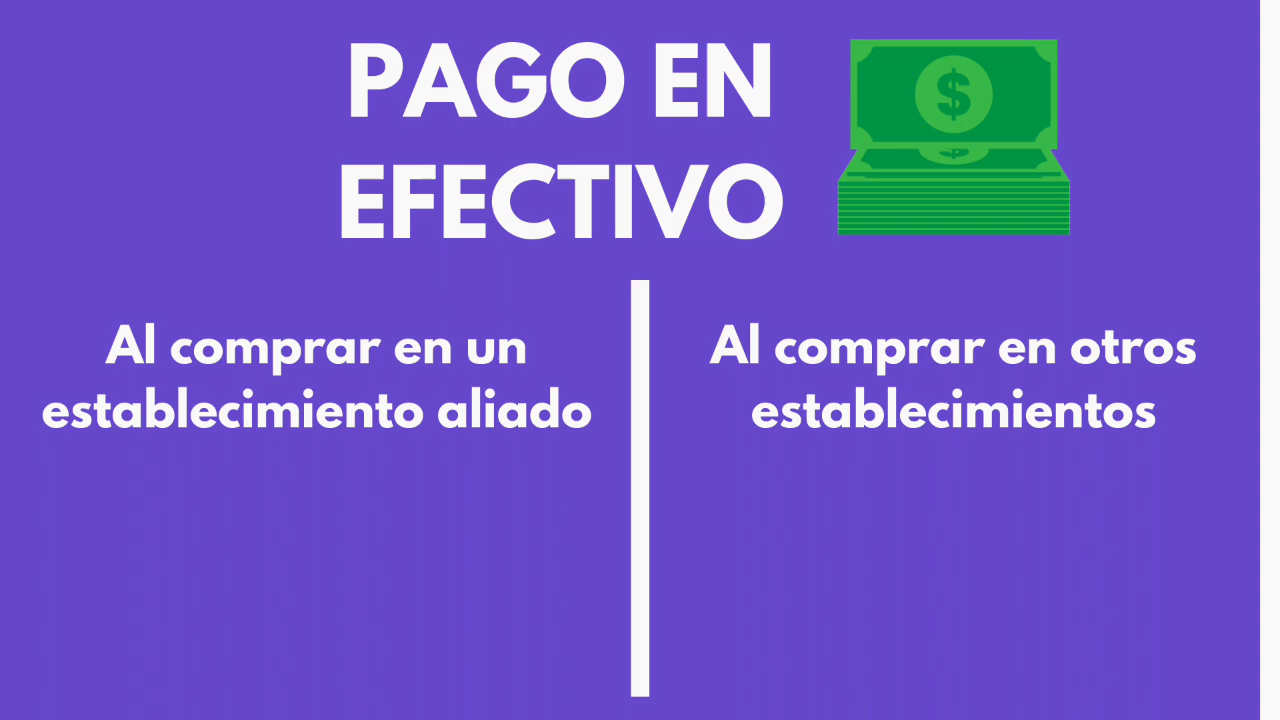 PAGO EN
EFECTIVO
Al comprar en un
establecimiento aliado
Al comprar en otros
establecimientos